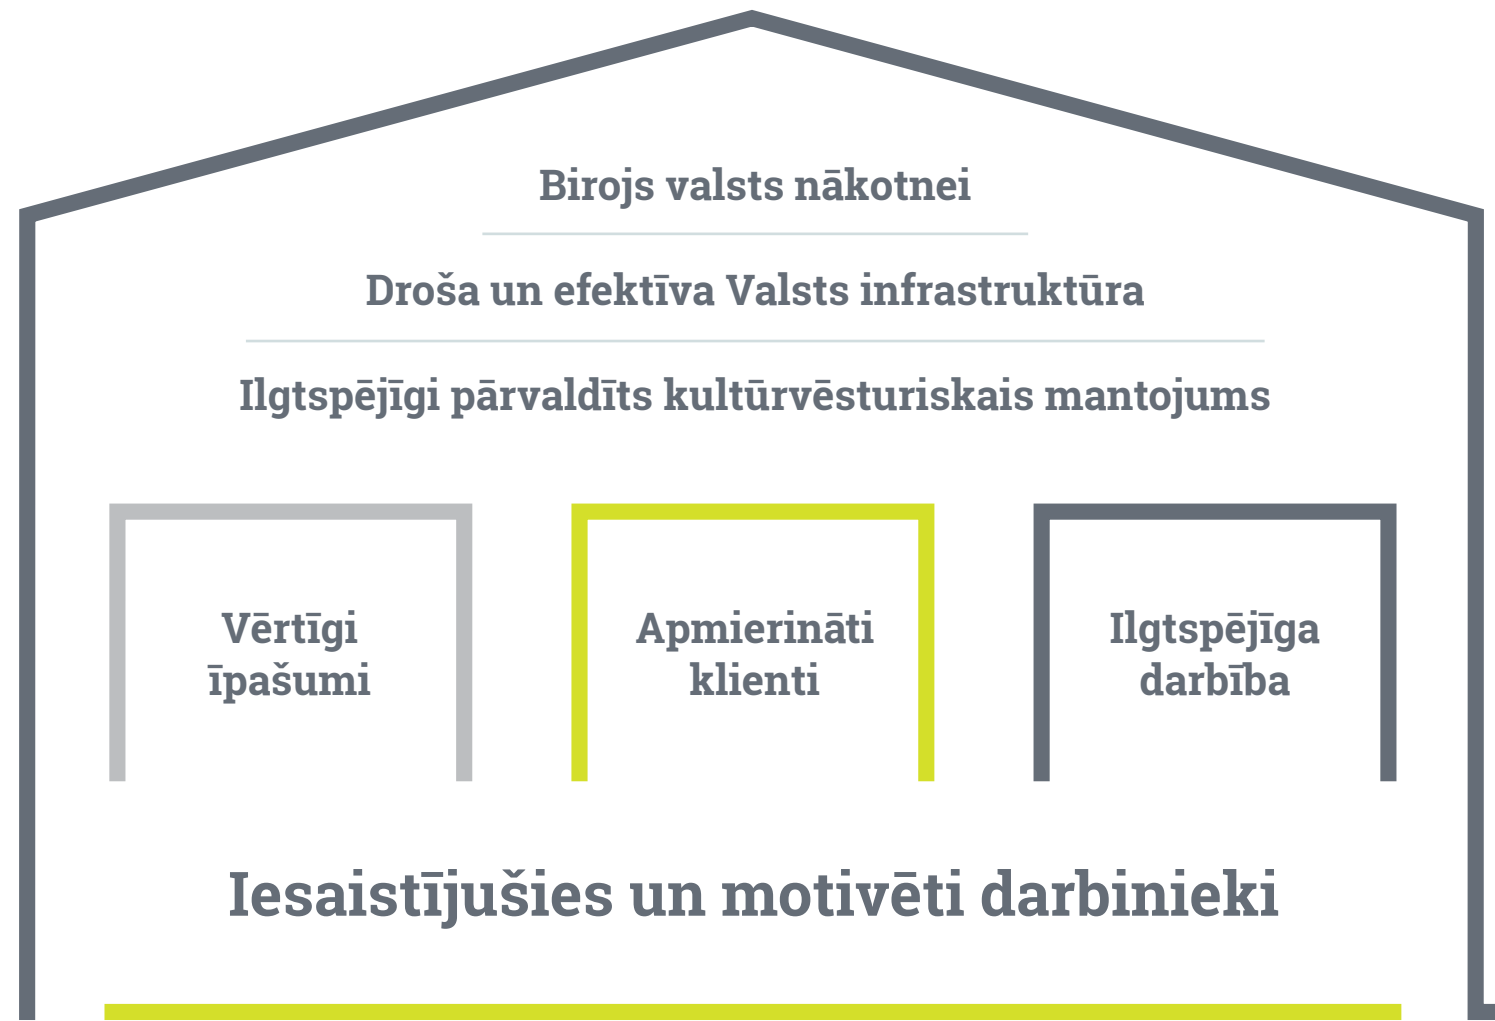 Birojs valsts nākotnei
Droša un efektīva Valsts infrastruktūra
Ilgtspējīgi pārvaldīts kultūrvēsturiskais mantojums
Vērtīgi
īpašumi
Apmierināti
klienti
Ilgtspējīga
darbība
Iesaistījušies un motivēti darbinieki